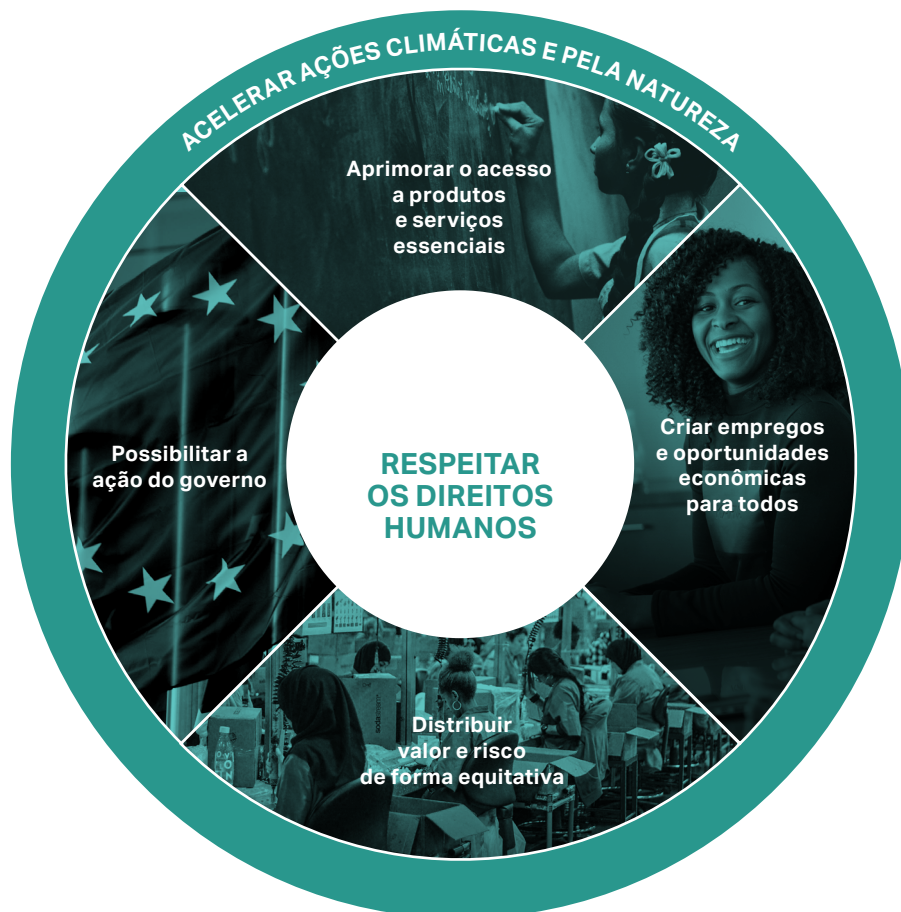 ACELERAR AÇÕES CLIMÁTICAS E PELA NATUREZA
Aprimorar o acesso
a produtos
e serviços
essenciais
Possibilitar a
ação do governo
RESPEITAR
OS DIREITOS
HUMANOS
Criar empregos
e oportunidades
econômicas
para todos
Distribuir
valor e risco
de forma equitativa